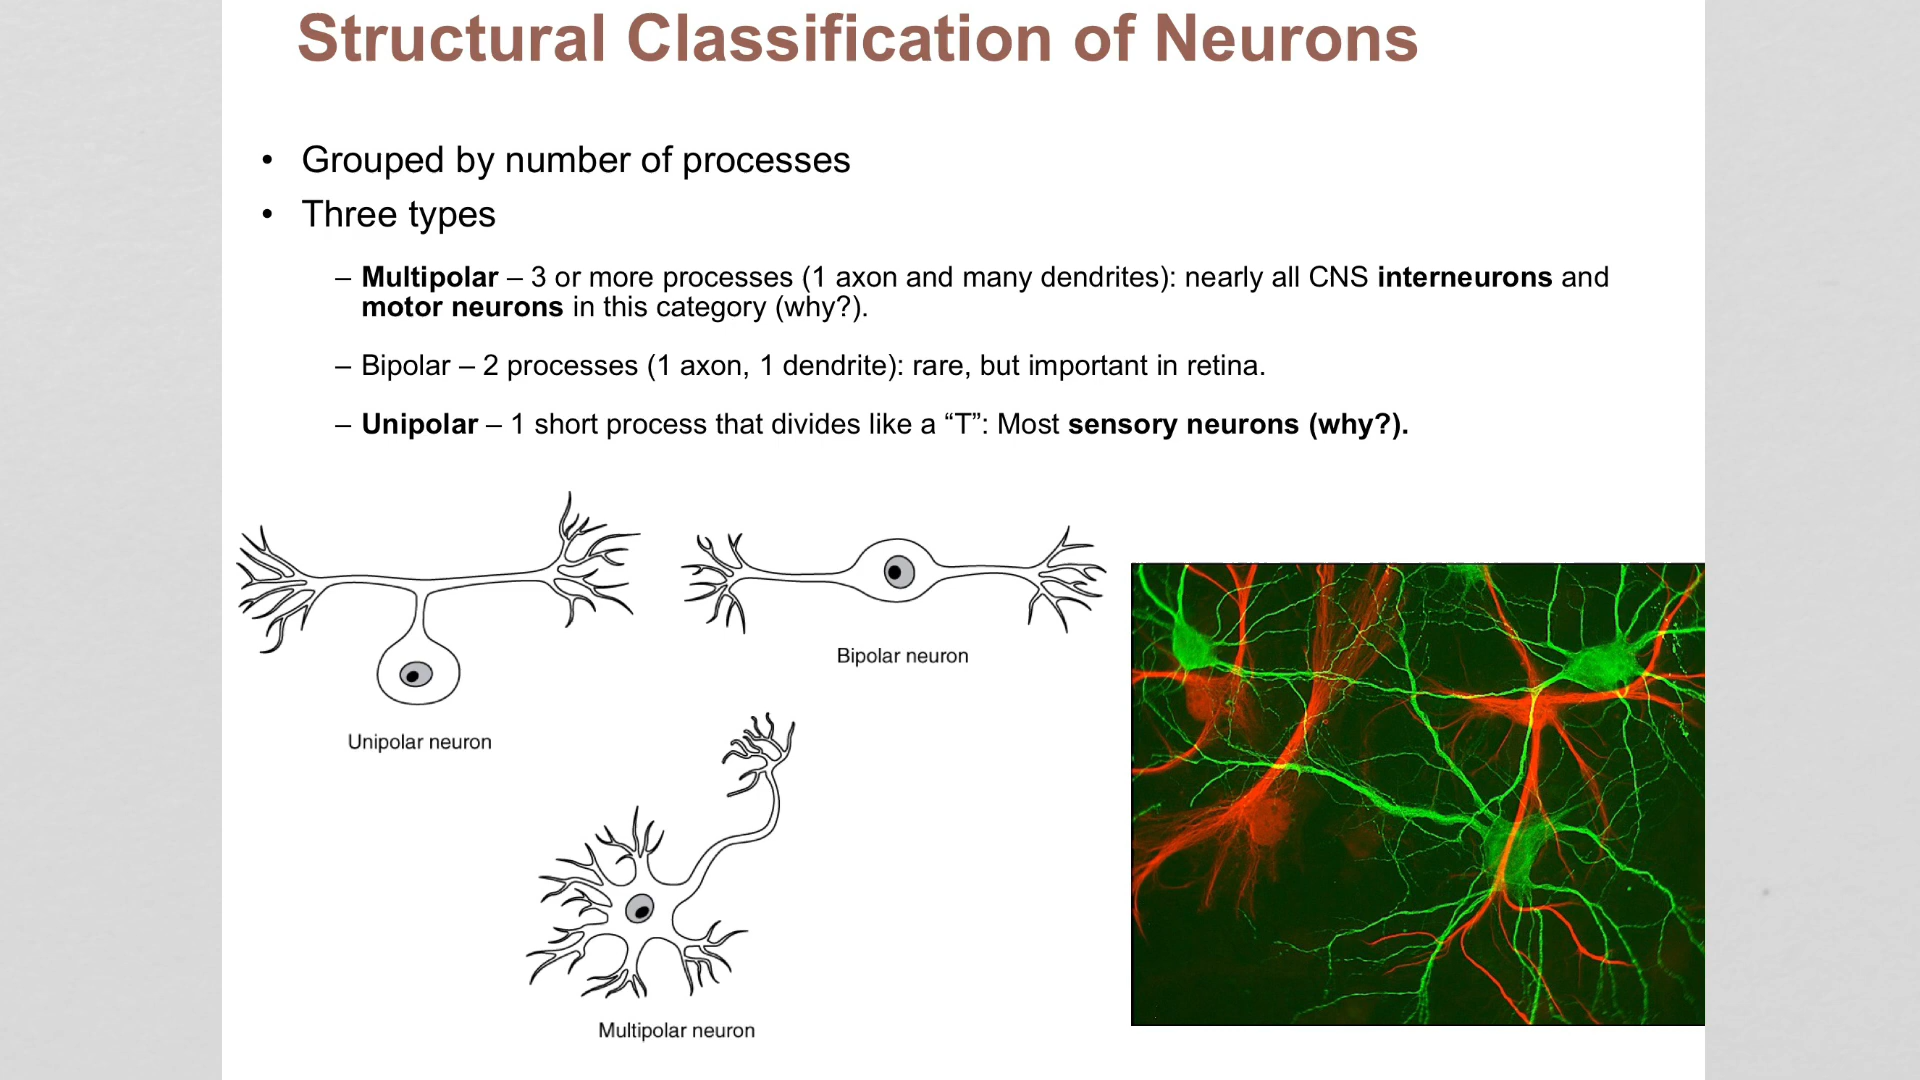 Structural Classification of Neurons
• Grouped by number of processes
• Three types
– Multipolar – 3 or more processes (1 axon and many dendrites): nearly all CNS interneurons and
motor neurons in this category (why?).
– Bipolar – 2 processes (1 axon, 1 dendrite): rare, but important in retina.
– Unipolar – 1 short process that divides like a “T”: Most sensory neurons (why?).
Bipolar neuron
Unipolar neuron
Multipolar neuron